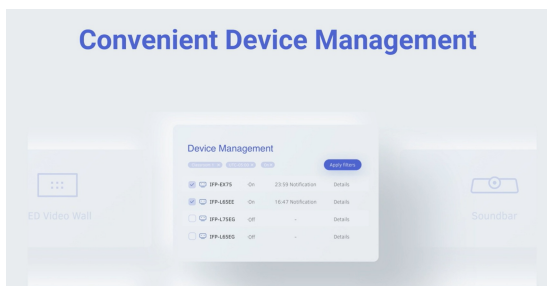 Convenient Device Management
Device Management
Apply filters
IFP-EX75 On 23:59 Notification Details
IFP-L65EE On 16:47 Notification Details
IFP-L75EG Off - Details
IFP-L65EG Off - Details
ED Video Wall
Soundbar